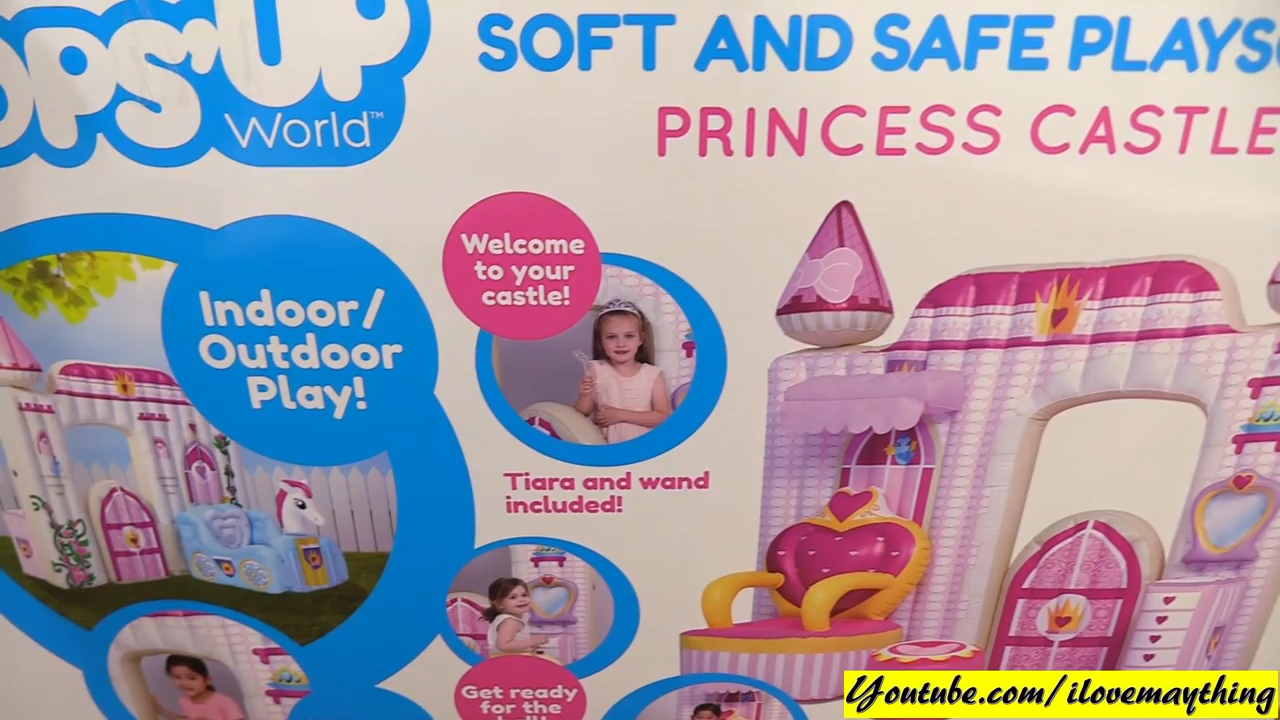 World™
SOFT AND SAFE
PRINCESS CASTLE
Welcome
to your
castle!
Indoor/
Outdoor
Play!
Tiara and wand
included!
Get ready
for the
Youtube.com/ilovemaything